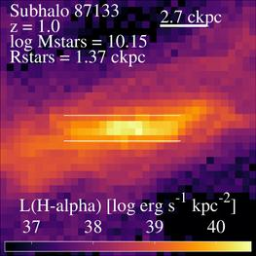 Subhalo 87133
2.7 ckpc
z = 1.0
log Mstars = 10.15
Rstars = 1.37 ckpc
L(H-alpha) [log erg s⁻¹ kpc⁻²]
37 38 39 40